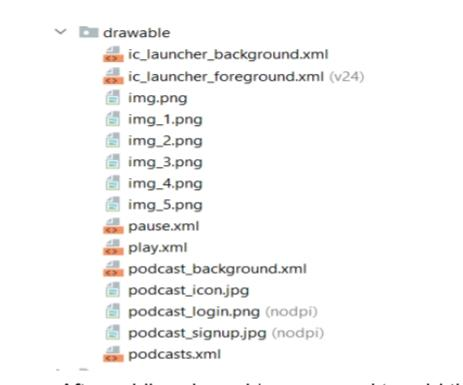 drawable
ic_launcher_background.xml
ic_launcher_foreground.xml (v24)
img.png
img_1.png
img_2.png
img_3.png
img_4.png
img_5.png
pause.xml
play.xml
podcast_background.xml
podcast_icon.jpg
podcast_login.png (nodpi)
podcast_signup.jpg (nodpi)
podcasts.xml